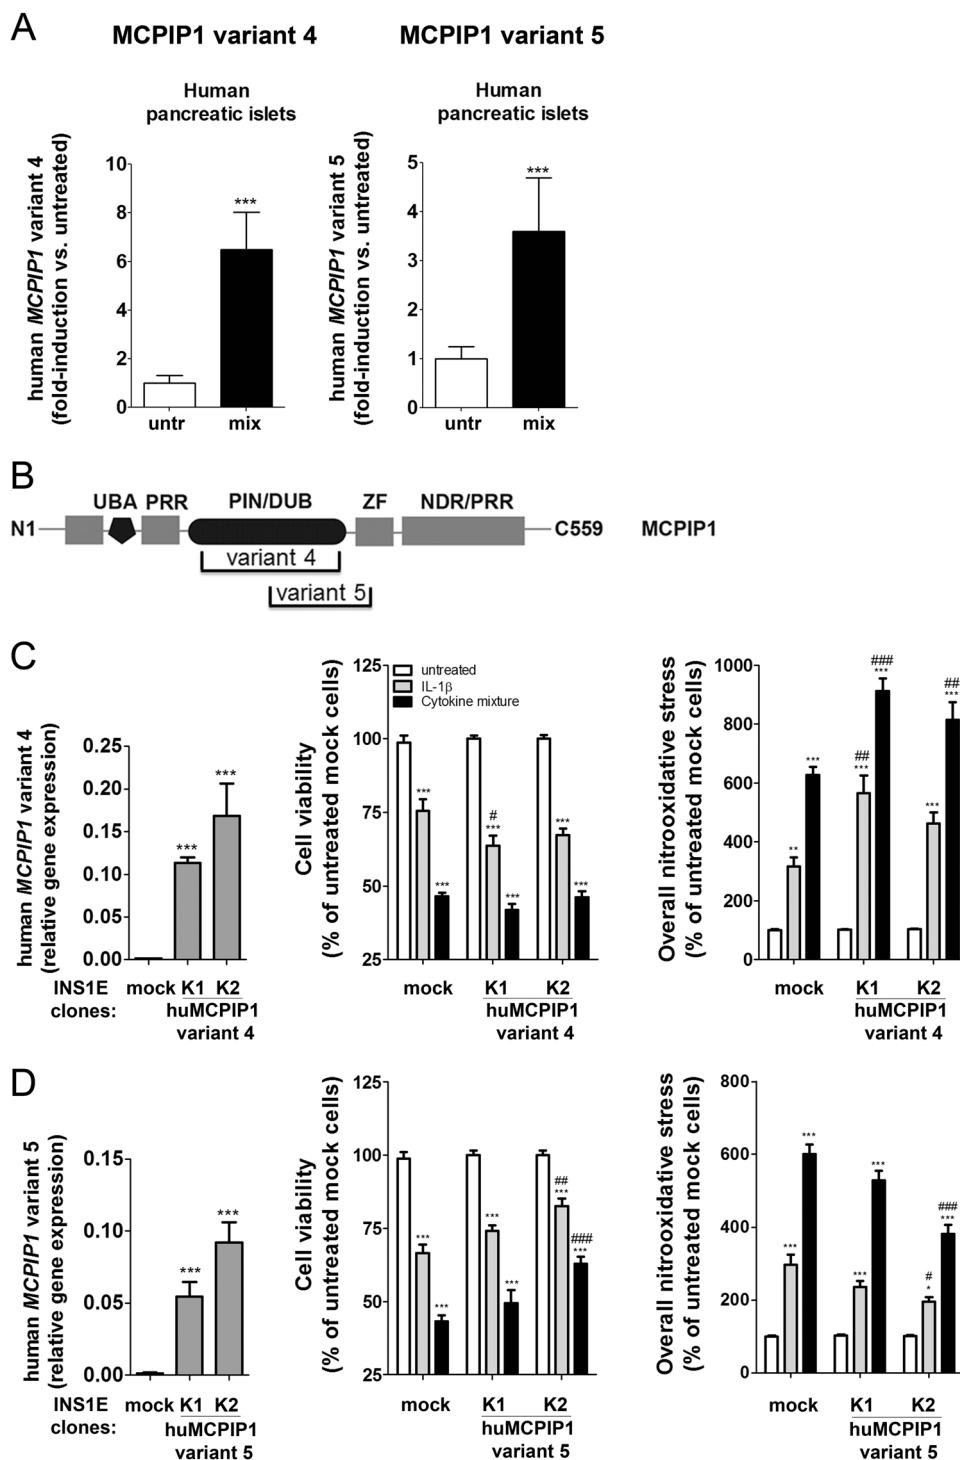 A
MCPIP1 variant 4
MCPIP1 variant 5
Human
pancreatic islets
Human
pancreatic islets
human MCPIP1 variant 4
(fold-induction vs. untreated)
10
8
6
4
2
0
***
untr
mix
human MCPIP1 variant 5
(fold-induction vs. untreated)
5
4
3
2
1
0
***
untr
mix
B
UBA PRR PIN/DUB ZF NDR/PRR
N1
C559
MCPIP1
variant 4
variant 5
C
human MCPIP1 variant 4
(relative gene expression)
0.25
0.20
0.15
0.10
0.05
0.00
***
***
INS1E
clones:
mock K1 K2
huMCPIP1
variant 4
Cell viability
(% of untreated mock cells)
125
100
75
50
25
untreated
IL-1β
Cytokine mixture
***
***
#
***
***
***
***
mock
K1
K2
huMCPIP1
variant 4
Overall nitrooxidative stress
(% of untreated mock cells)
1000
800
600
400
200
0
**
***
##
***
###
***
***
##
***
mock
K1
K2
huMCPIP1
variant 4
D
human MCPIP1 variant 5
(relative gene expression)
0.15
0.10
0.05
0.00
***
***
INS1E
clones:
mock K1 K2
huMCPIP1
variant 5
Cell viability
(% of untreated mock cells)
125
100
75
50
25
***
***
***
***
##
***
###
***
mock
K1
K2
huMCPIP1
variant 5
Overall nitrooxidative stress
(% of untreated mock cells)
800
600
400
200
0
***
***
***
***
#
*
###
***
mock
K1
K2
huMCPIP1
variant 5